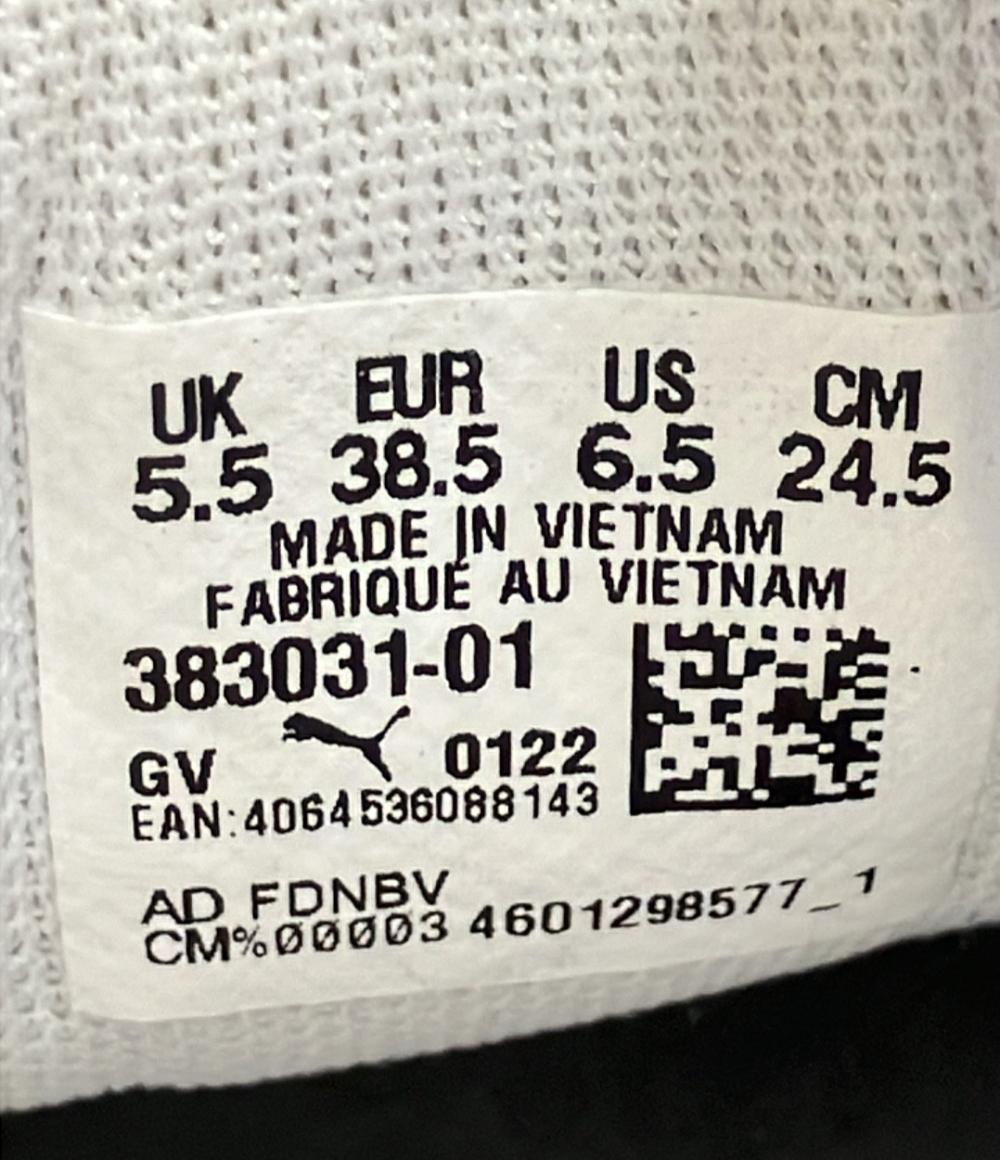 UK EUR US CM
5.5 38.5 6.5 24.5
MADE IN VIETNAM
FABRIQUÉ AU VIETNAM
383031-01
GV 0122
EAN:4064536088143
AD FDNBV
CM%00003 4601298577_1